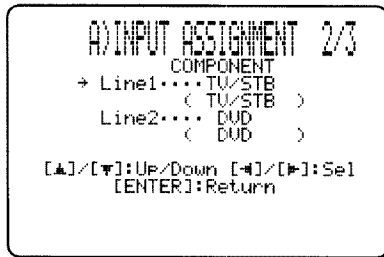 A)INPUT ASSIGNMENT 2/3
COMPONENT
→ Line1···· TV/STB
( TV/STB )
Line2···· DVD
( DVD )
[▲]/[▼]:Up/Down [◄]/[►]:Sel
[ENTER]:Return